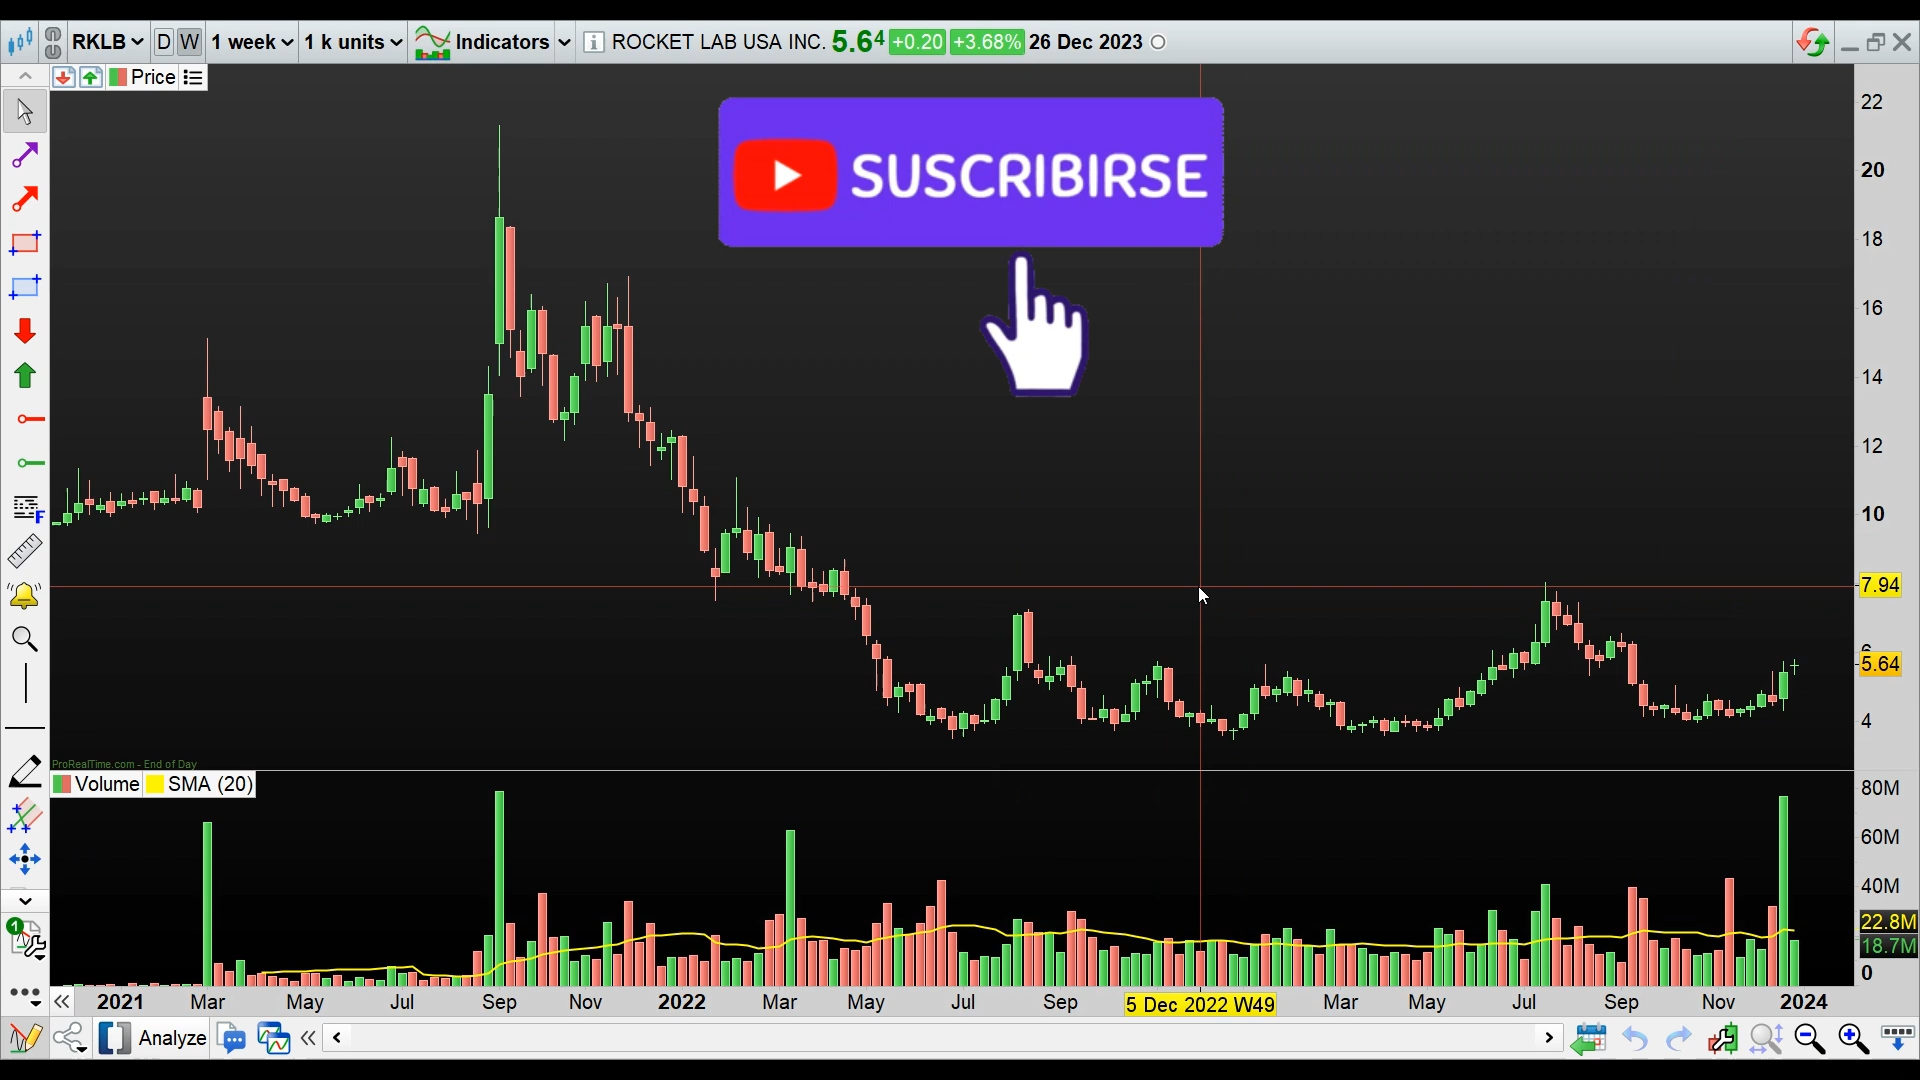 RKLB D W 1 week 1 k units Indicators i ROCKET LAB USA INC. 5.64 +0.20 +3.68% 26 Dec 2023
Price
SUSCRIBIRSE
22
20
18
16
14
12
10
7.94
6
5.64
4
F
ProRealTime.com - End of Day
Volume SMA (20)
80M
60M
40M
22.8M
18.7M
0
1
2021 Mar May Jul Sep Nov 2022 Mar May Jul Sep 5 Dec 2022 W49 Mar May Jul Sep Nov 2024
Analyze